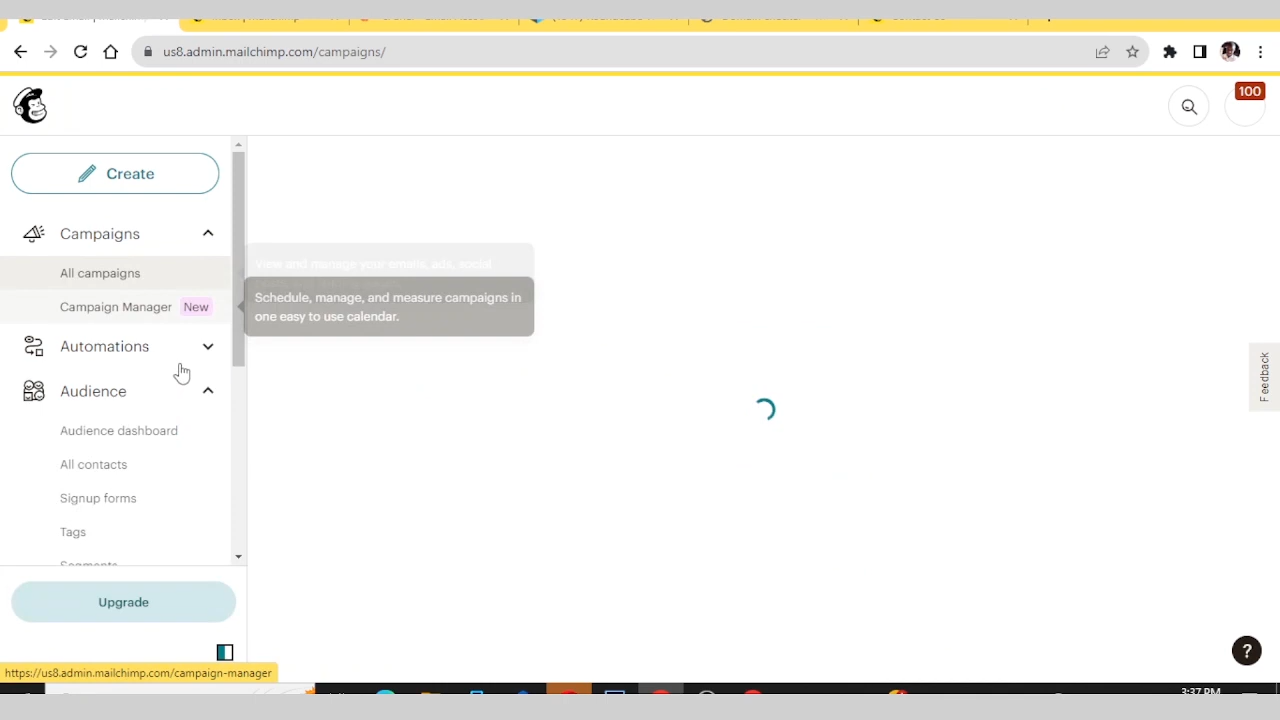 us8.admin.mailchimp.com/campaigns/
100
Create
Campaigns
All campaigns
View and manage your emails, ads, social
Campaign Manager New
Schedule, manage, and measure campaigns in
one easy to use calendar.
Automations
Audience
Audience dashboard
All contacts
Signup forms
Tags
Segments
Upgrade
Feedback
?
https://us8.admin.mailchimp.com/campaign-manager
3:37 PM